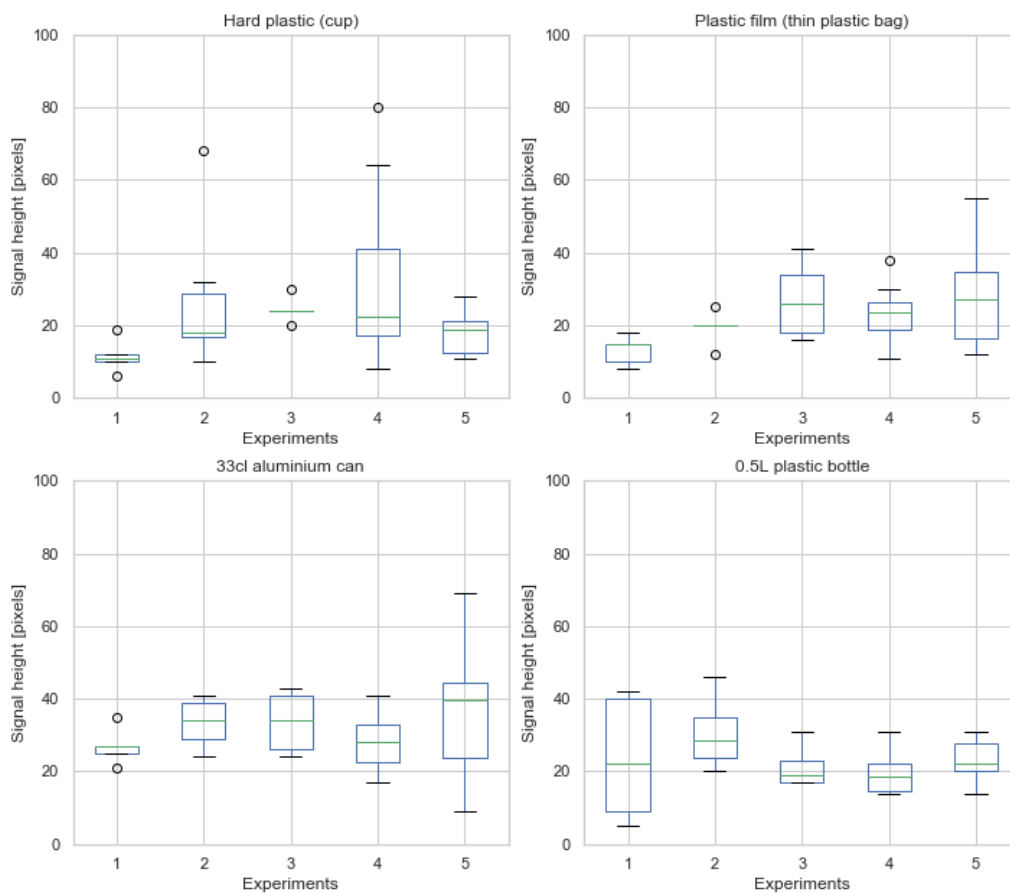 Hard plastic (cup)
100
80
60
40
20
0
Signal height [pixels]
1 2 3 4 5
Experiments
Plastic film (thin plastic bag)
100
80
60
40
20
0
Signal height [pixels]
1 2 3 4 5
Experiments
33cl aluminium can
100
80
60
40
20
0
Signal height [pixels]
1 2 3 4 5
Experiments
0.5L plastic bottle
100
80
60
40
20
0
Signal height [pixels]
1 2 3 4 5
Experiments